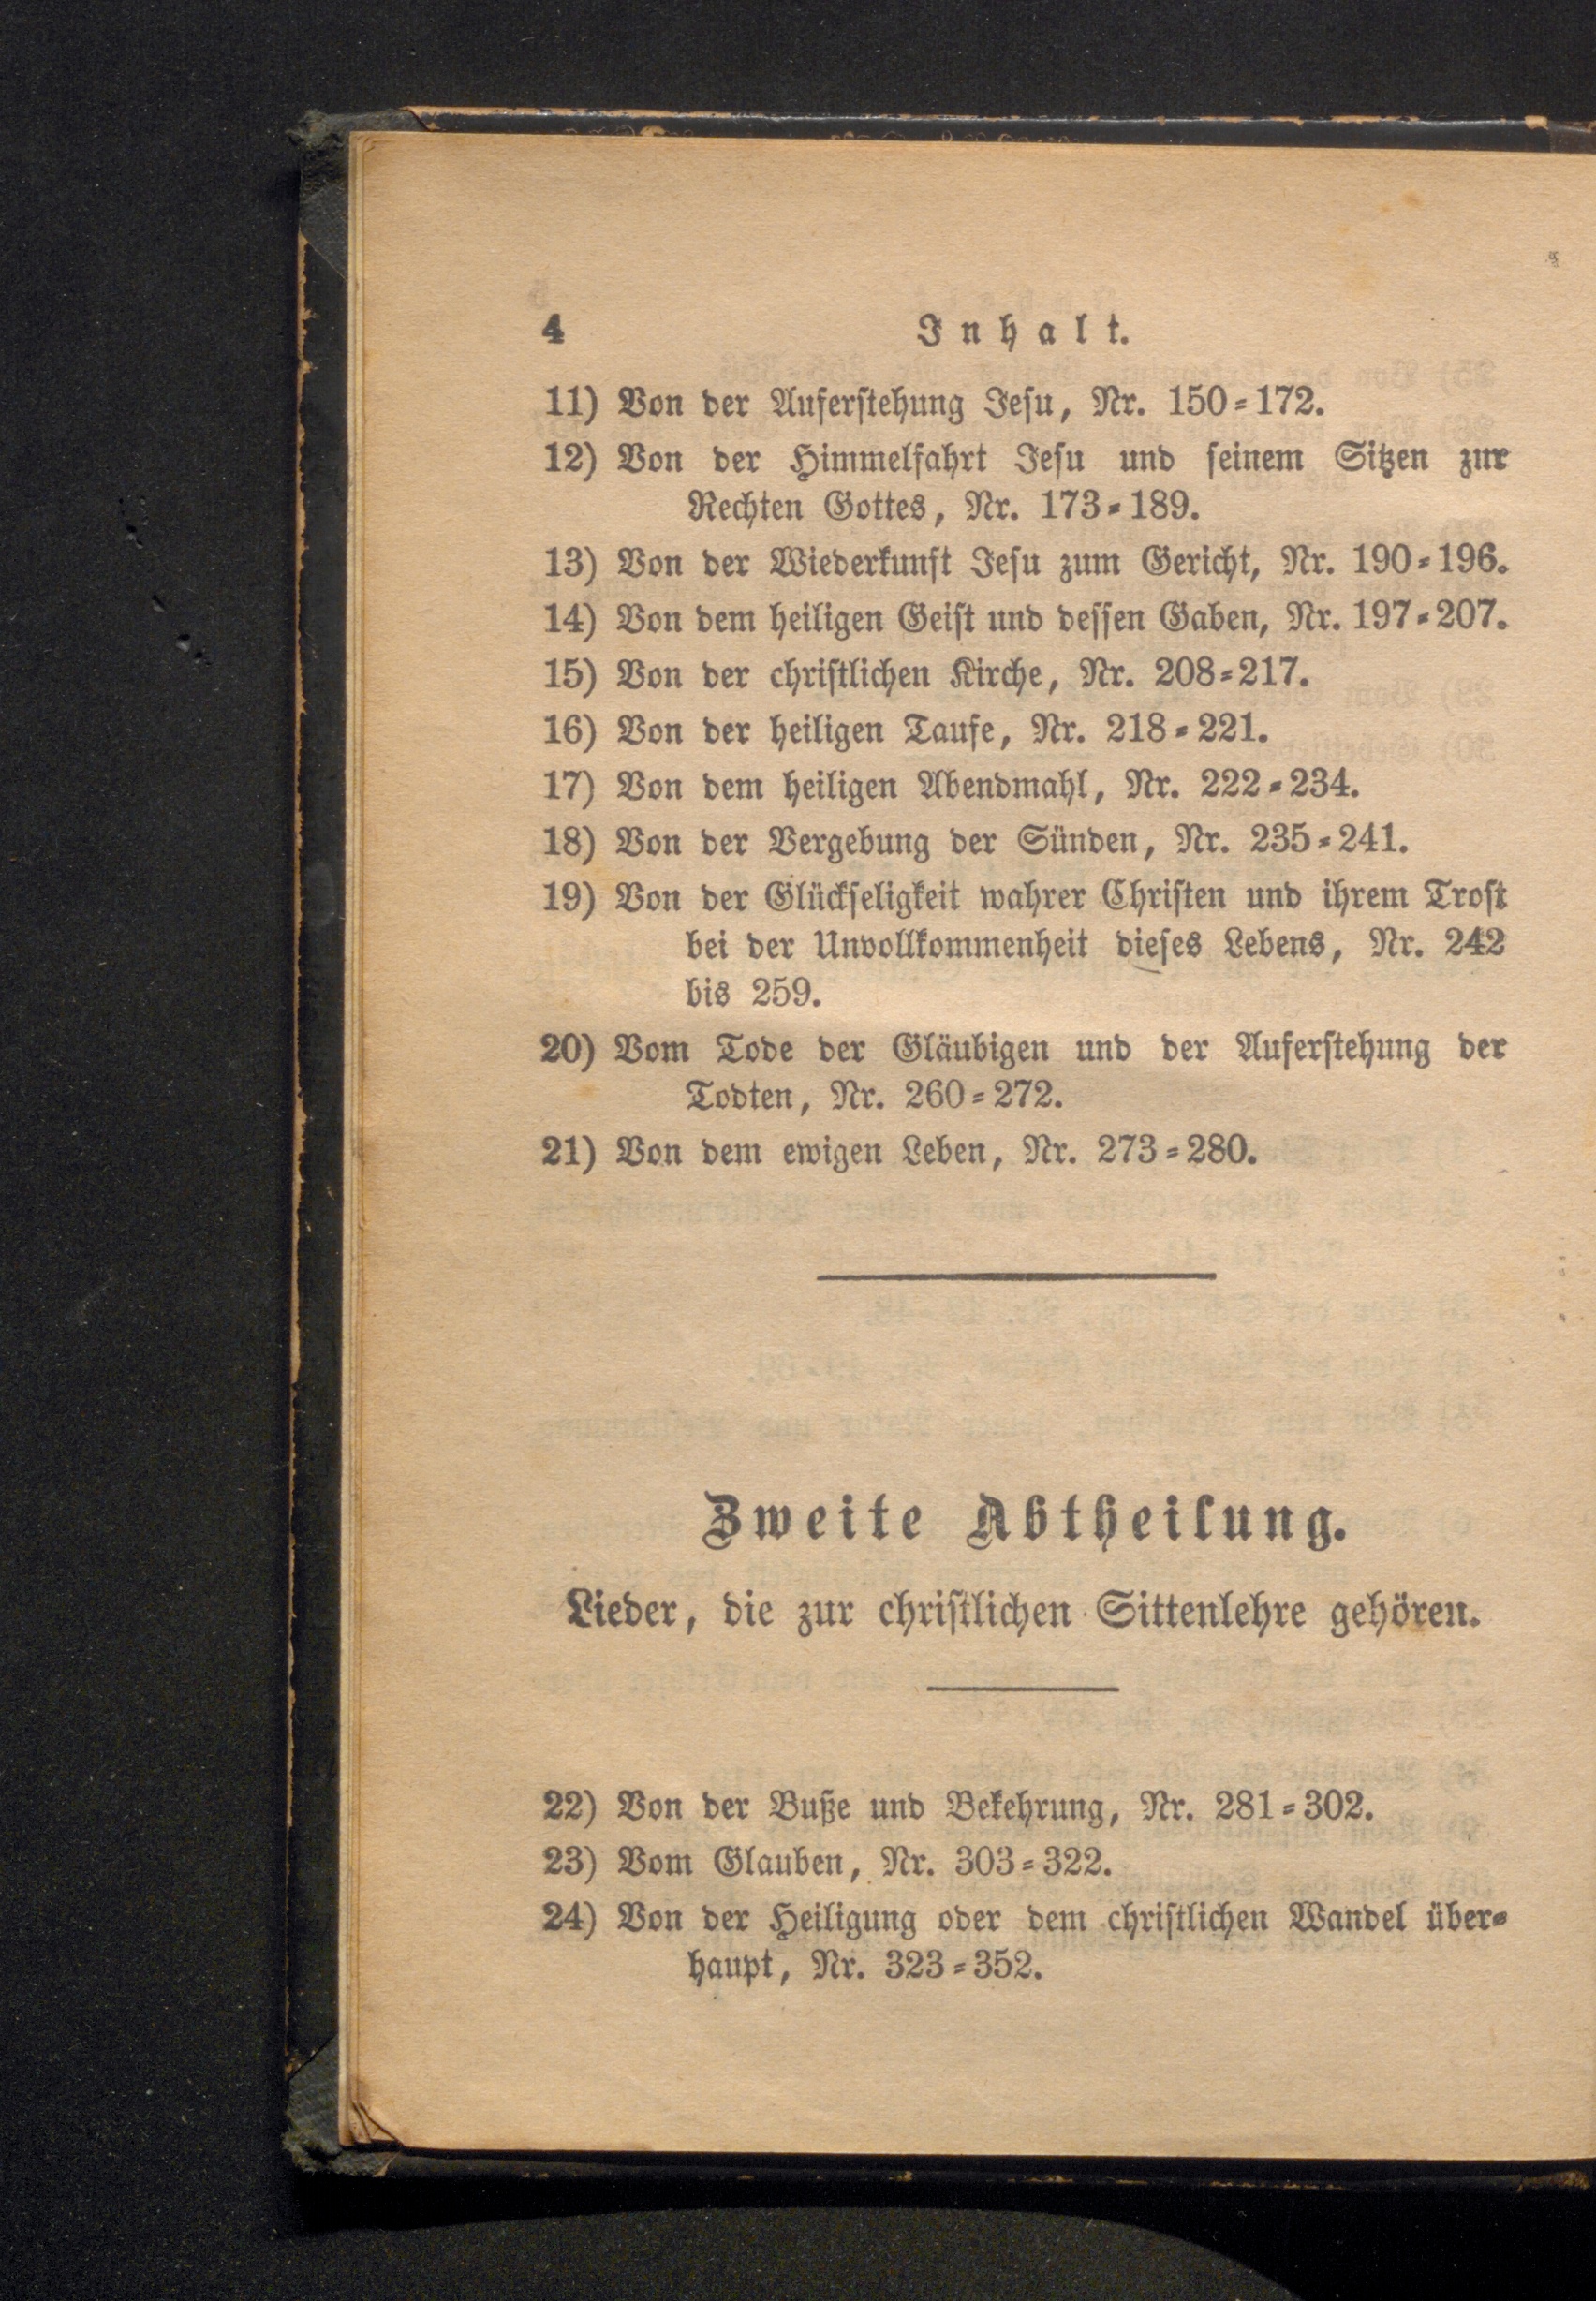 4 Inhalt.
11) Von der Auferstehung Jesu, Nr. 150-172.
12) Von der Himmelfahrt Jesu und seinem Sitzen zur
Rechten Gottes, Nr. 173-189.
13) Von der Wiederkunft Jesu zum Gericht, Nr. 190-196.
14) Von dem heiligen Geist und dessen Gaben, Nr. 197-207.
15) Von der christlichen Kirche, Nr. 208-217.
16) Von der heiligen Taufe, Nr. 218-221.
17) Von dem heiligen Abendmahl, Nr. 222-234.
18) Von der Vergebung der Sünden, Nr. 235-241.
19) Von der Glückseligkeit wahrer Christen und ihrem Trost
bei der Unvollkommenheit dieses Lebens, Nr. 242
bis 259.
20) Vom Tode der Gläubigen und der Auferstehung der
Todten, Nr. 260-272.
21) Von dem ewigen Leben, Nr. 273-280.
Zweite Abtheilung.
Lieder, die zur christlichen Sittenlehre gehören.
22) Von der Buße und Bekehrung, Nr. 281-302.
23) Vom Glauben, Nr. 303-322.
24) Von der Heiligung oder dem christlichen Wandel über-
haupt, Nr. 323-352.